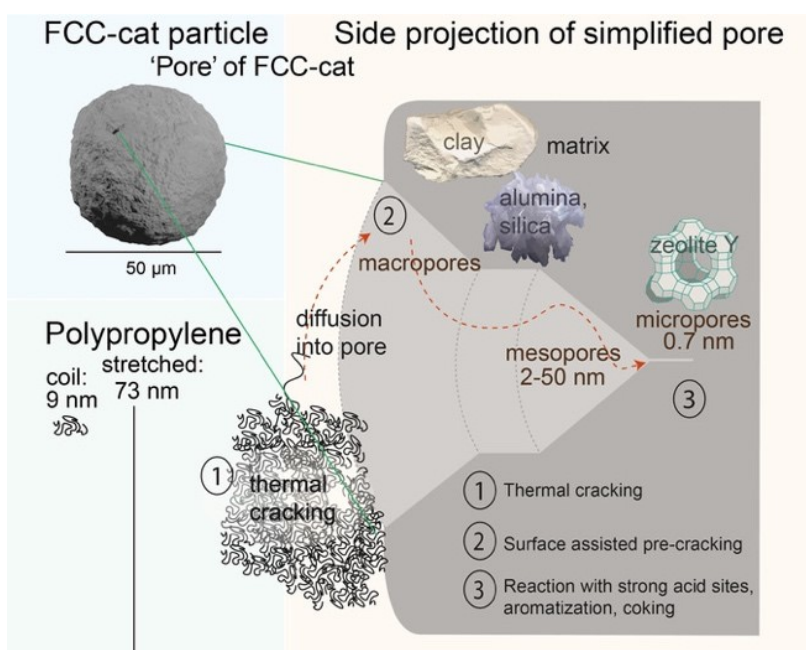 FCC-cat particle
Side projection of simplified pore
'Pore' of FCC-cat
50 µm
clay
matrix
alumina,
silica
2
macropores
zeolite Y
micropores
0.7 nm
diffusion
into pore
mesopores
2-50 nm
3
Polypropylene
coil:
9 nm
stretched:
73 nm
1
thermal
cracking
1 Thermal cracking
2 Surface assisted pre-cracking
3 Reaction with strong acid sites,
aromatization, coking